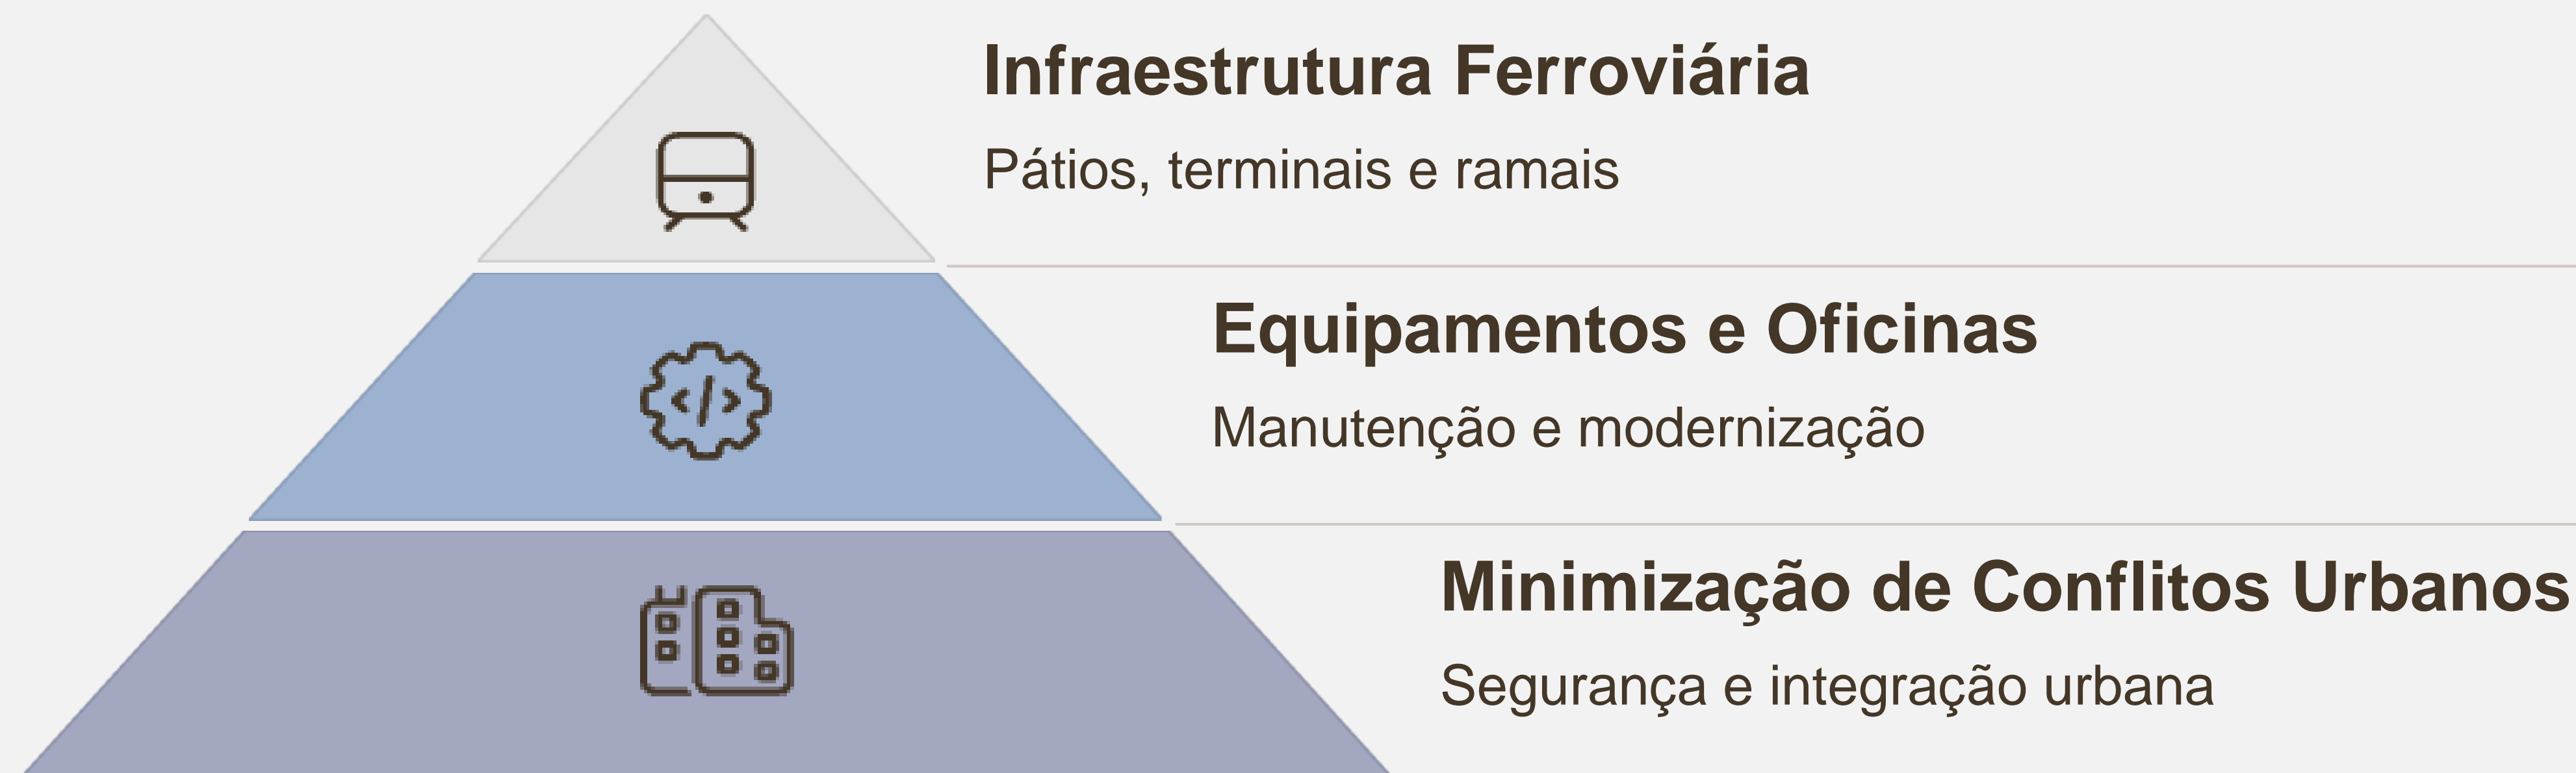 Infraestrutura Ferroviária
Pátios, terminais e ramais
Equipamentos e Oficinas
Manutenção e modernização
Minimização de Conflitos Urbanos
Segurança e integração urbana